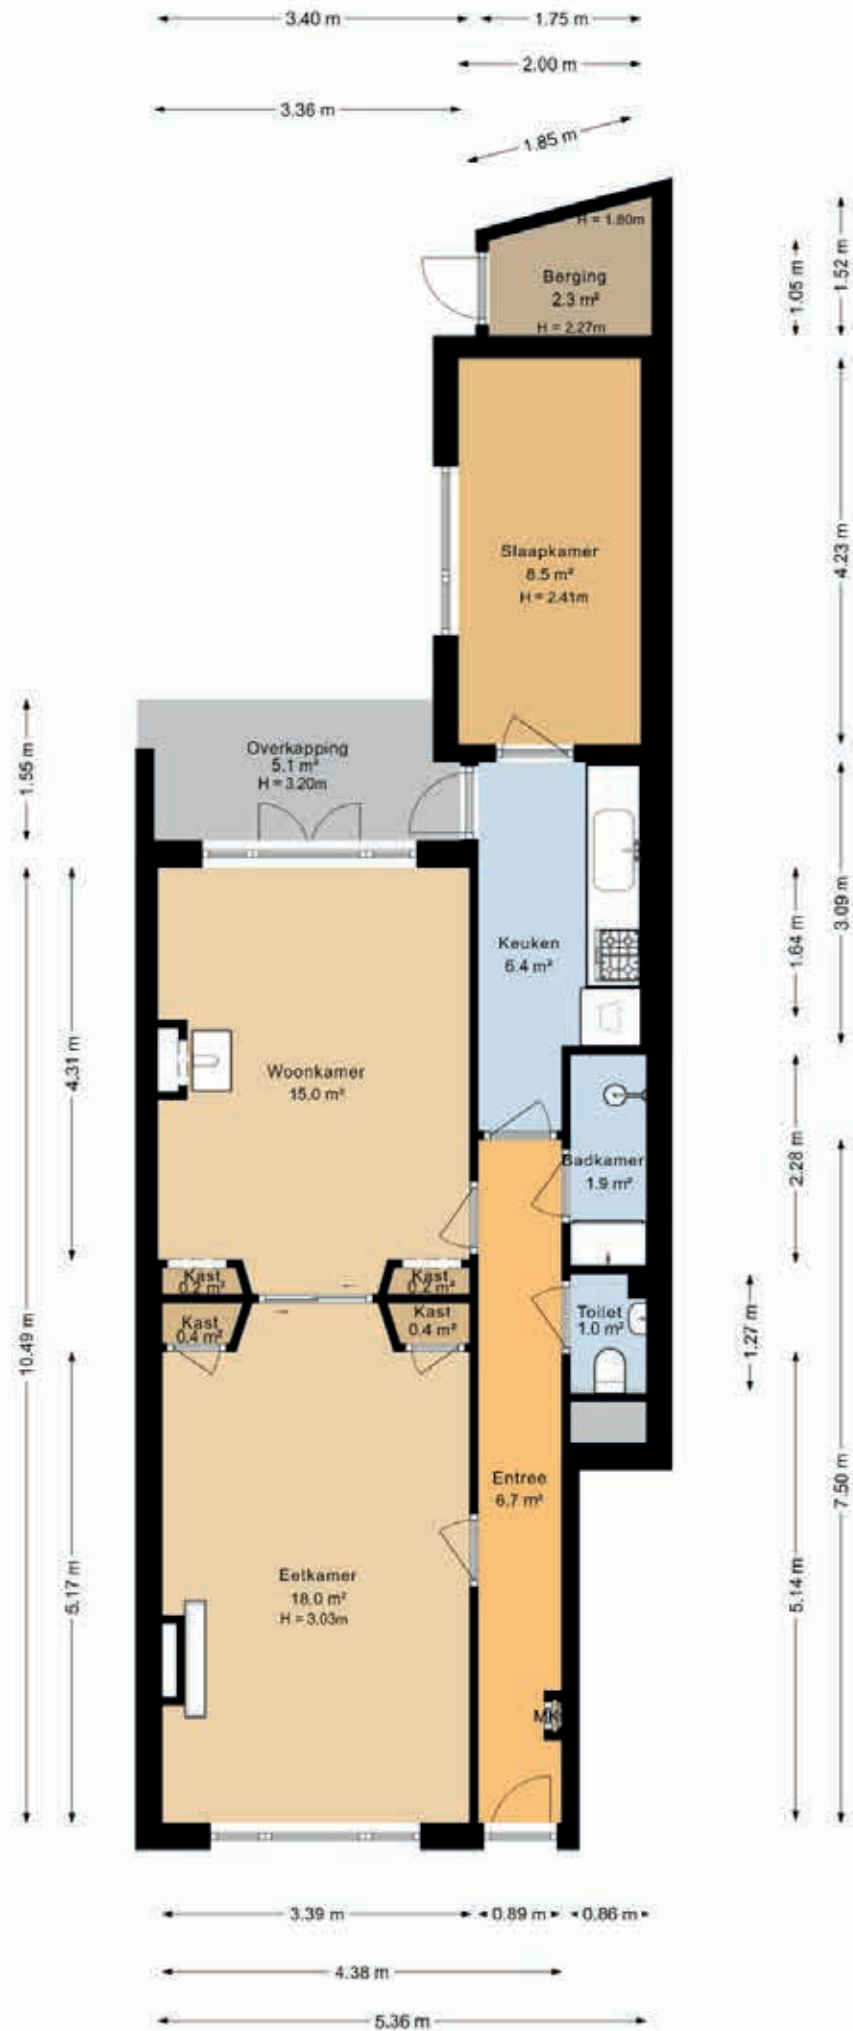 3.40 m
1.75 m
2.00 m
3.36 m
1.85 m
H = 1.80m
Berging
2.3 m²
H = 2.27m
1.05 m
1.52 m
Slaapkamer
8.5 m²
H = 2.41m
4.23 m
Overkapping
5.1 m²
H = 3.20m
1.55 m
Keuken
6.4 m²
1.64 m
3.09 m
Woonkamer
15.0 m²
4.31 m
Badkamer
1.9 m²
2.28 m
Kast
0.2 m²
Kast
0.2 m²
Kast
0.4 m²
Kast
0.4 m²
Toilet
1.0 m²
1.27 m
10.49 m
Entree
6.7 m²
7.50 m
Eetkamer
18.0 m²
H = 3.03m
5.17 m
5.14 m
MK
3.39 m
0.89 m
0.86 m
4.38 m
5.36 m